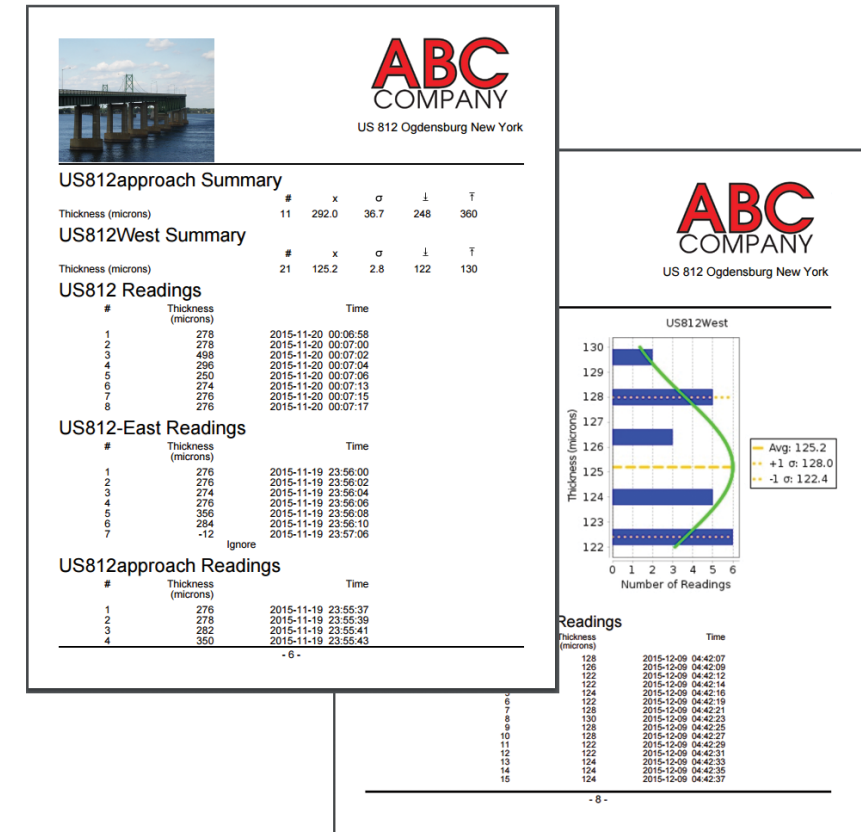 ABC
COMPANY
US 812 Ogdensburg New York
US812approach Summary
# x σ ⊥ ⊤
Thickness (microns) 11 292.0 36.7 248 360
US812West Summary
# x σ ⊥ ⊤
Thickness (microns) 21 125.2 2.8 122 130
US812 Readings
# Thickness Time
(microns)
1 278 2015-11-20 00:06:58
2 278 2015-11-20 00:07:00
3 498 2015-11-20 00:07:02
4 296 2015-11-20 00:07:04
5 250 2015-11-20 00:07:06
6 274 2015-11-20 00:07:13
7 276 2015-11-20 00:07:15
8 276 2015-11-20 00:07:17
US812-East Readings
# Thickness Time
(microns)
1 276 2015-11-19 23:56:00
2 276 2015-11-19 23:56:02
3 274 2015-11-19 23:56:04
4 276 2015-11-19 23:56:06
5 356 2015-11-19 23:56:08
6 284 2015-11-19 23:56:10
7 -12 2015-11-19 23:57:06
Ignore
US812approach Readings
# Thickness Time
(microns)
1 276 2015-11-19 23:55:37
2 278 2015-11-19 23:55:39
3 282 2015-11-19 23:55:41
4 350 2015-11-19 23:55:43
- 6 -
ABC
COMPANY
US 812 Ogdensburg New York
US812West
130
129
128
127
126
125
124
123
122
Thickness (microns)
0 1 2 3 4 5 6
Number of Readings
Avg: 125.2
+1 σ: 128.0
-1 σ: 122.4
Readings
Thickness Time
(microns)
128 2015-12-09 04:42:07
126 2015-12-09 04:42:09
122 2015-12-09 04:42:12
122 2015-12-09 04:42:14
5 124 2015-12-09 04:42:16
6 122 2015-12-09 04:42:19
7 128 2015-12-09 04:42:21
8 130 2015-12-09 04:42:23
9 128 2015-12-09 04:42:25
10 128 2015-12-09 04:42:27
11 122 2015-12-09 04:42:29
12 122 2015-12-09 04:42:31
13 124 2015-12-09 04:42:33
14 124 2015-12-09 04:42:35
15 124 2015-12-09 04:42:37
- 8 -